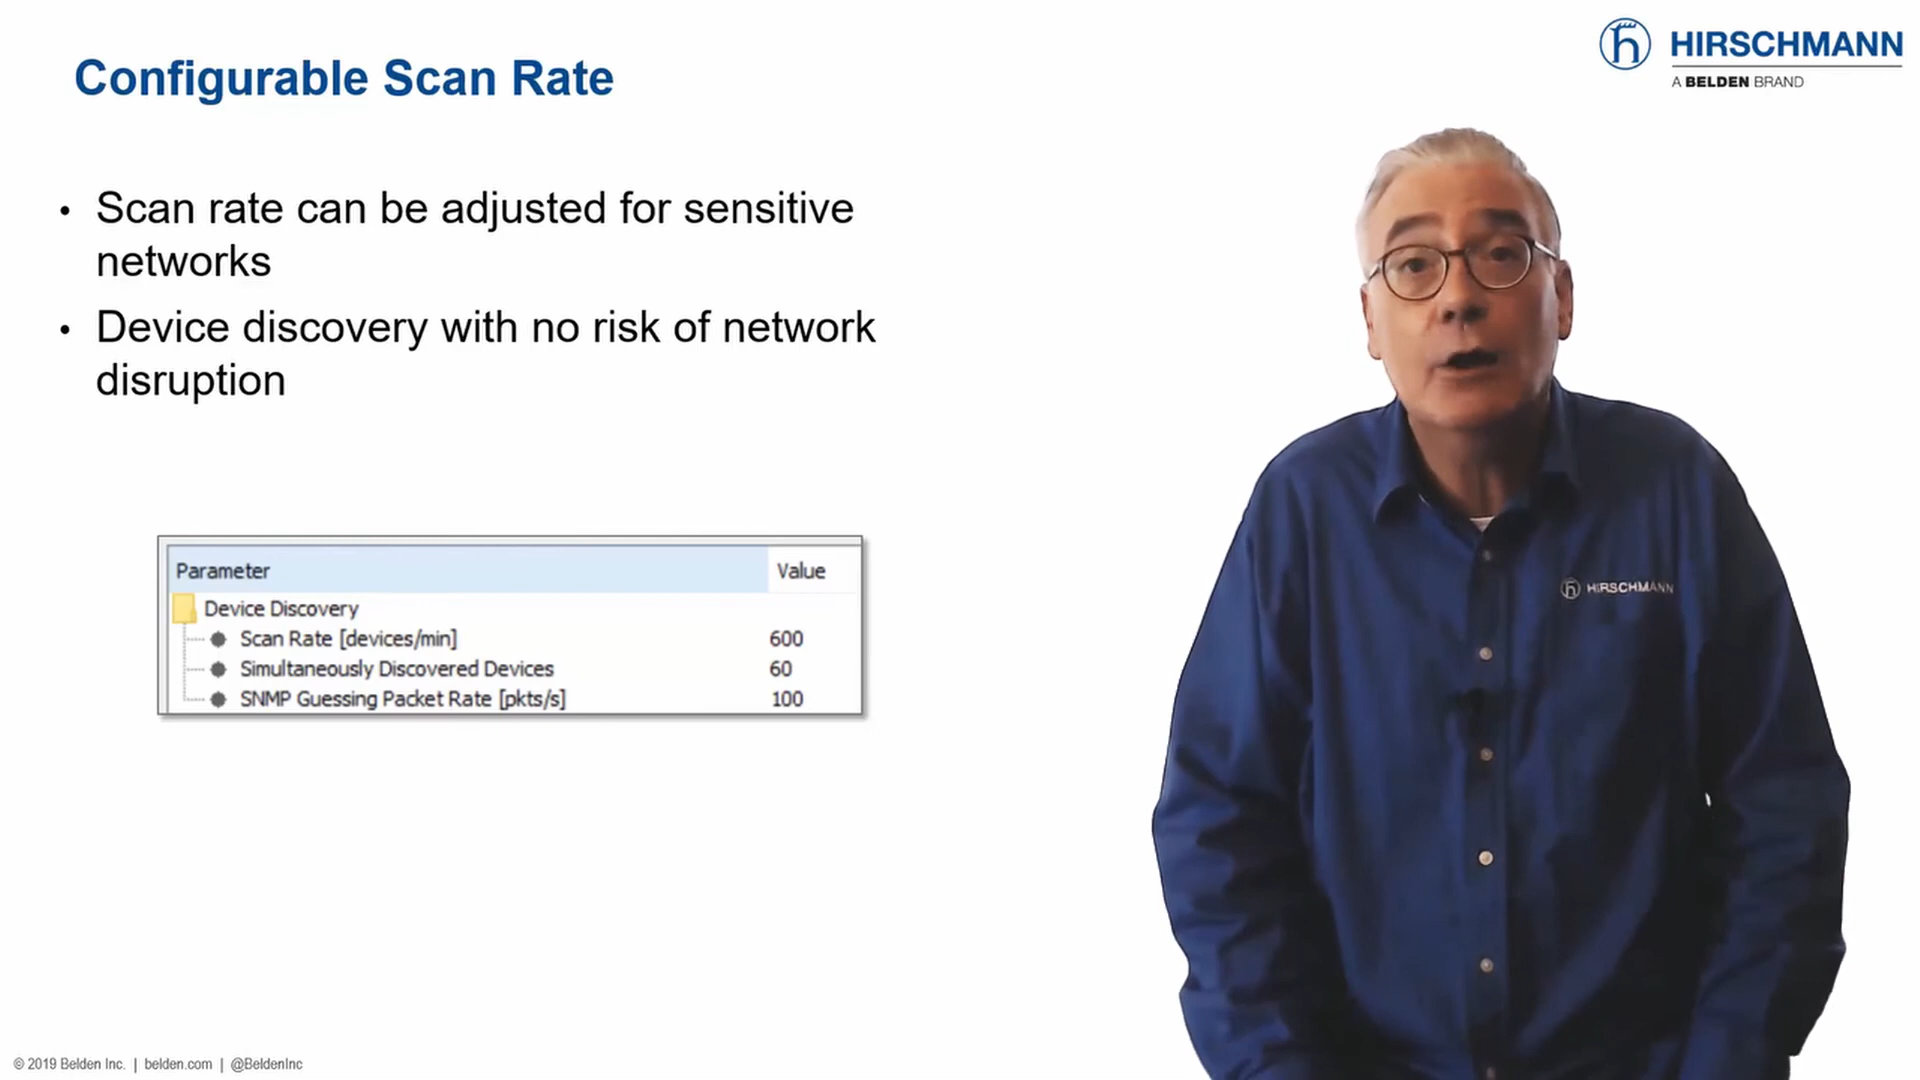 Configurable Scan Rate
HIRSCHMANN
A BELDEN BRAND
• Scan rate can be adjusted for sensitive
networks
• Device discovery with no risk of network
disruption
Parameter Value
Device Discovery
Scan Rate [devices/min] 600
Simultaneously Discovered Devices 60
SNMP Guessing Packet Rate [pkts/s] 100
HIRSCHMANN
© 2019 Belden Inc. | belden.com | @BeldenInc